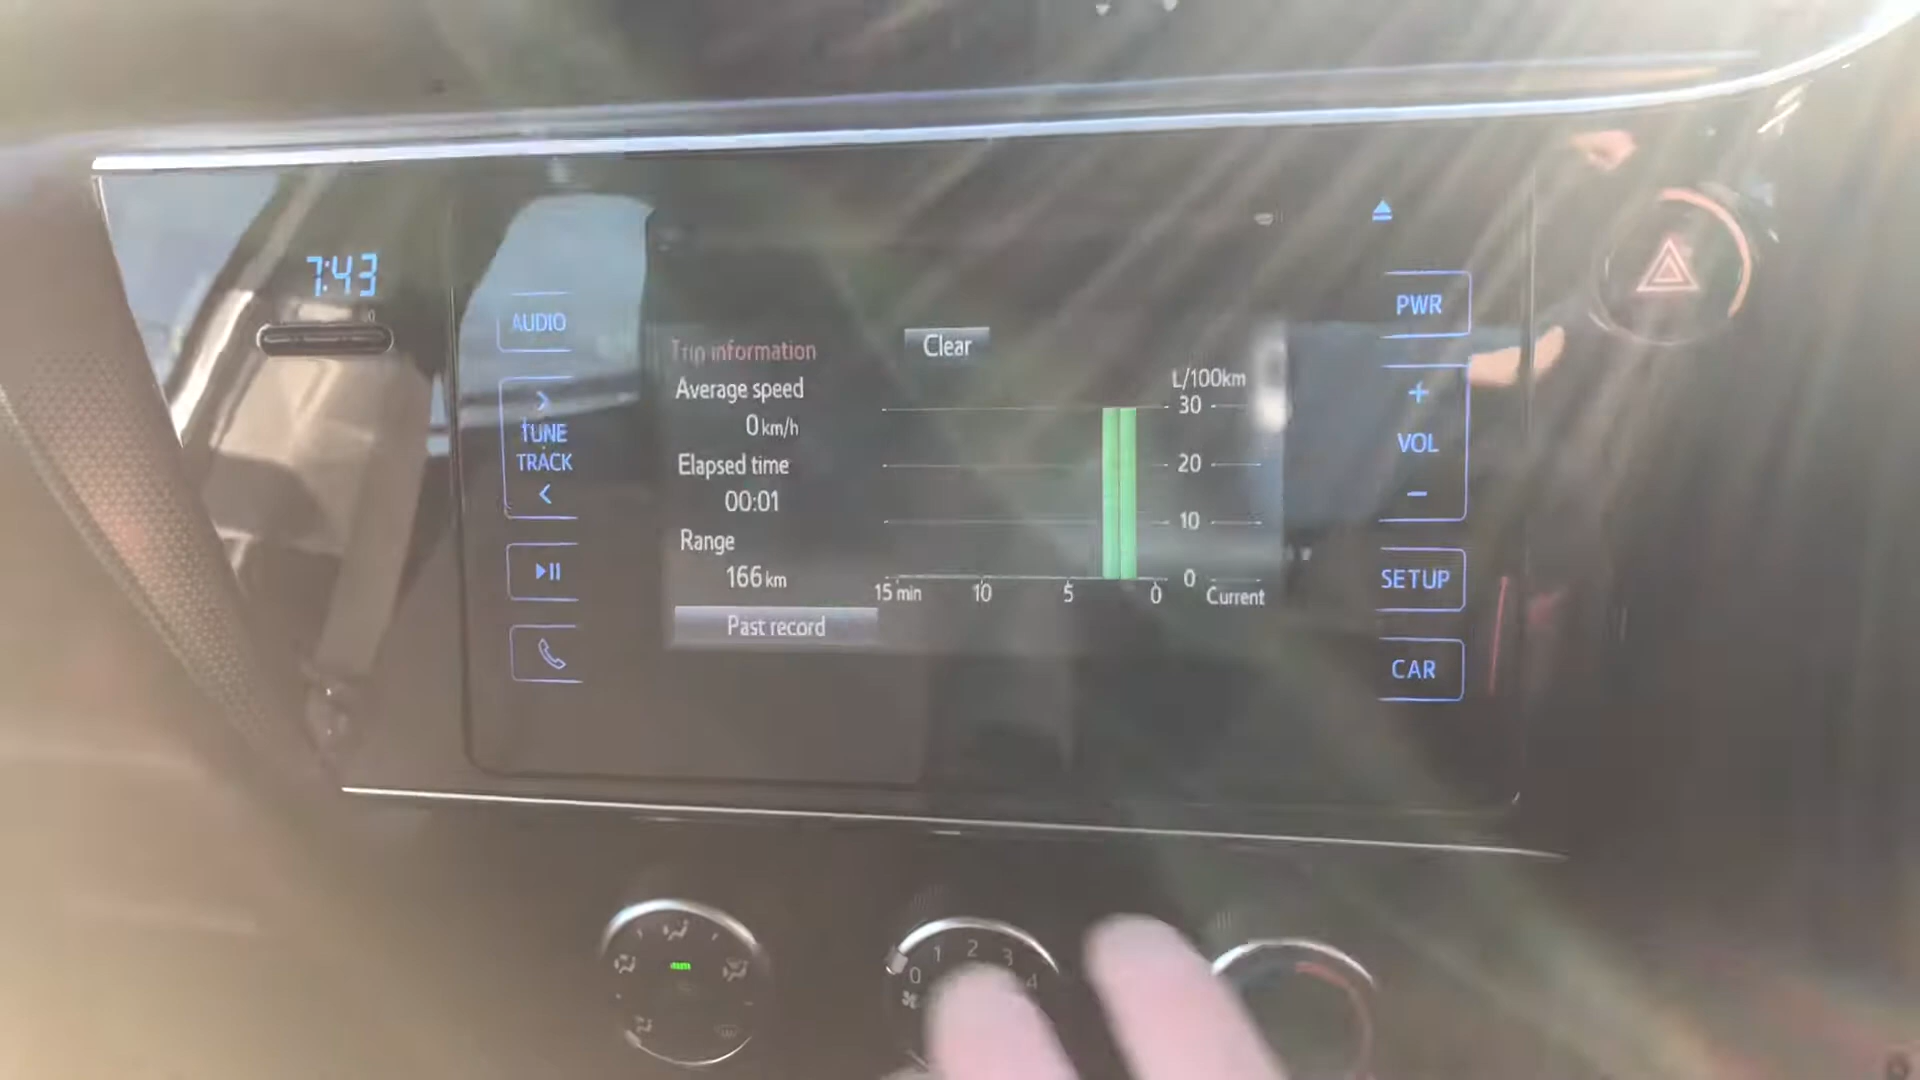 7:43
AUDIO
>
TUNE
TRACK
<
Trip information
Clear
Average speed
0 km/h
Elapsed time
00:01
Range
166 km
Past record
L/100km
30
20
10
0
15 min 10 5 0 Current
PWR
+
VOL
−
SETUP
CAR
0 1 2 3 4